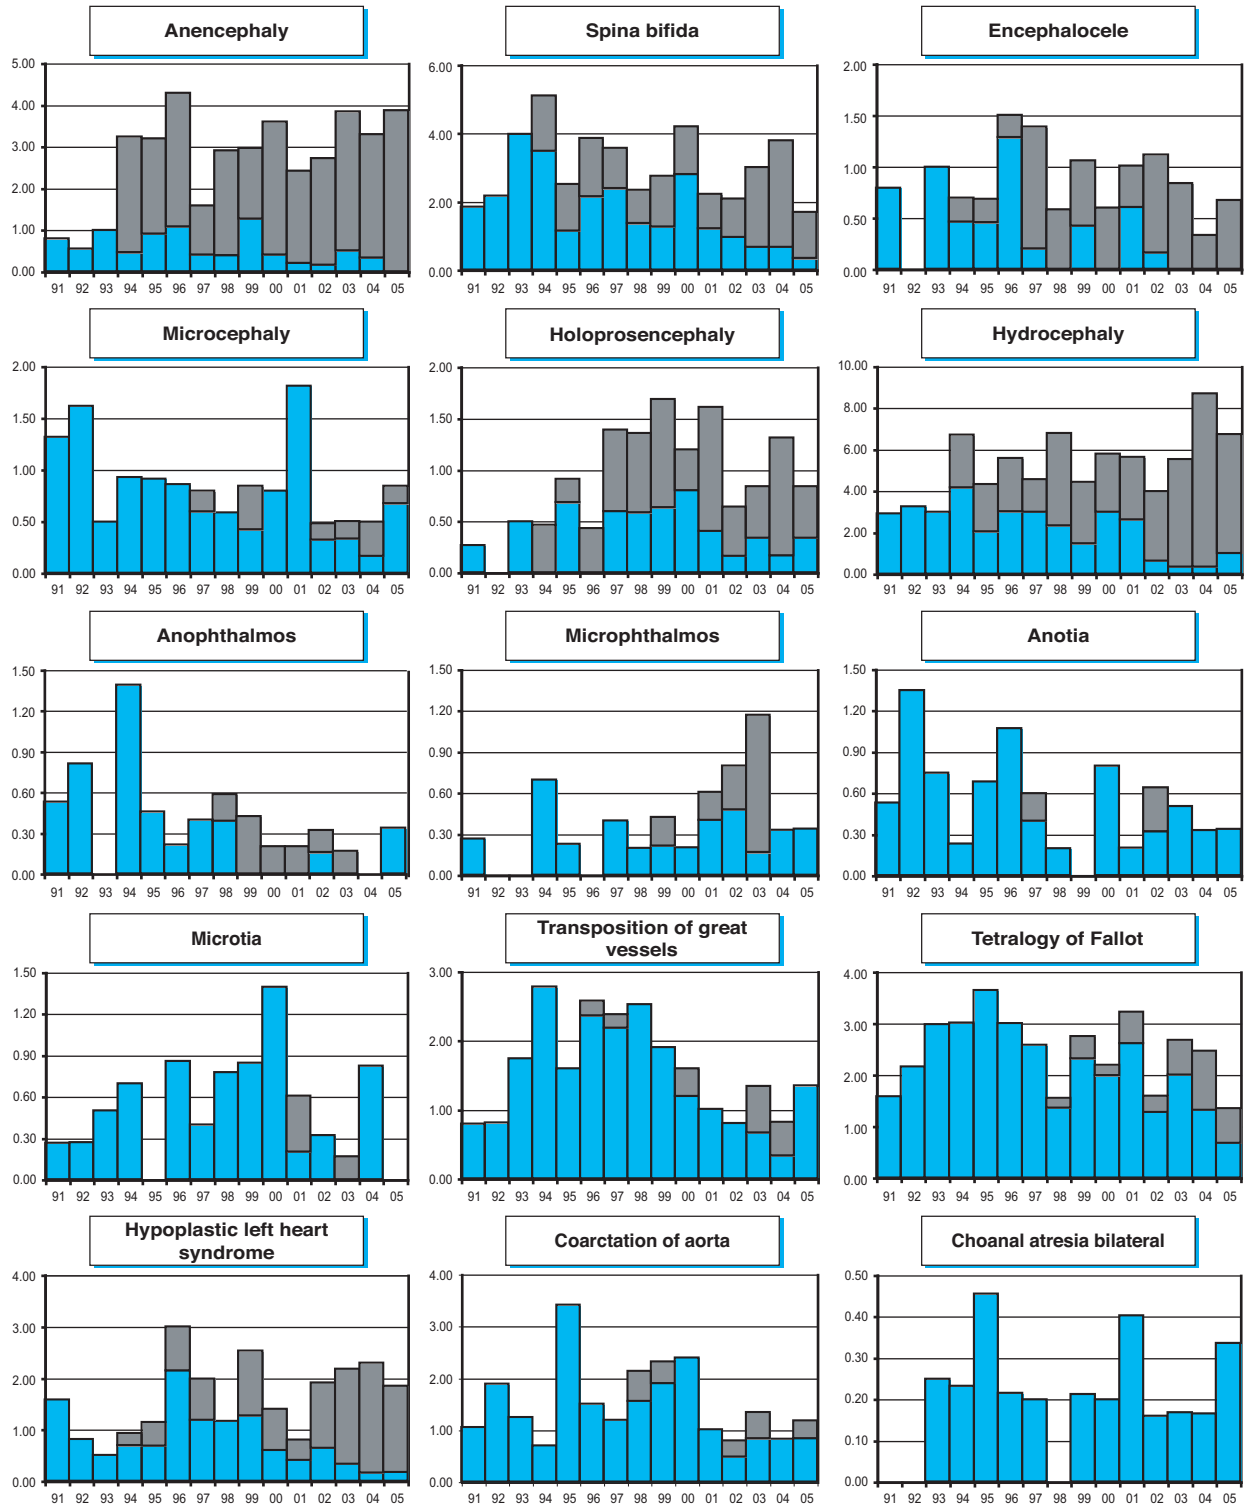 Anencephaly
5.00
4.00
3.00
2.00
1.00
0.00
91 92 93 94 95 96 97 98 99 00 01 02 03 04 05
Spina bifida
6.00
4.00
2.00
0.00
91 92 93 94 95 96 97 98 99 00 01 02 03 04 05
Encephalocele
2.00
1.50
1.00
0.50
0.00
91 92 93 94 95 96 97 98 99 00 01 02 03 04 05
Microcephaly
2.00
1.50
1.00
0.50
0.00
91 92 93 94 95 96 97 98 99 00 01 02 03 04 05
Holoprosencephaly
2.00
1.50
1.00
0.50
0.00
91 92 93 94 95 96 97 98 99 00 01 02 03 04 05
Hydrocephaly
10.00
8.00
6.00
4.00
2.00
0.00
91 92 93 94 95 96 97 98 99 00 01 02 03 04 05
Anophthalmos
1.50
1.20
0.90
0.60
0.30
0.00
91 92 93 94 95 96 97 98 99 00 01 02 03 04 05
Microphthalmos
1.50
1.20
0.90
0.60
0.30
0.00
91 92 93 94 95 96 97 98 99 00 01 02 03 04 05
Anotia
1.50
1.20
0.90
0.60
0.30
0.00
91 92 93 94 95 96 97 98 99 00 01 02 03 04 05
Microtia
1.50
1.20
0.90
0.60
0.30
0.00
91 92 93 94 95 96 97 98 99 00 01 02 03 04 05
Transposition of great
vessels
3.00
2.00
1.00
0.00
91 92 93 94 95 96 97 98 99 00 01 02 03 04 05
Tetralogy of Fallot
4.00
3.00
2.00
1.00
0.00
91 92 93 94 95 96 97 98 99 00 01 02 03 04 05
Hypoplastic left heart
syndrome
4.00
3.00
2.00
1.00
0.00
91 92 93 94 95 96 97 98 99 00 01 02 03 04 05
Coarctation of aorta
4.00
3.00
2.00
1.00
0.00
91 92 93 94 95 96 97 98 99 00 01 02 03 04 05
Choanal atresia bilateral
0.50
0.40
0.30
0.20
0.10
0.00
91 92 93 94 95 96 97 98 99 00 01 02 03 04 05